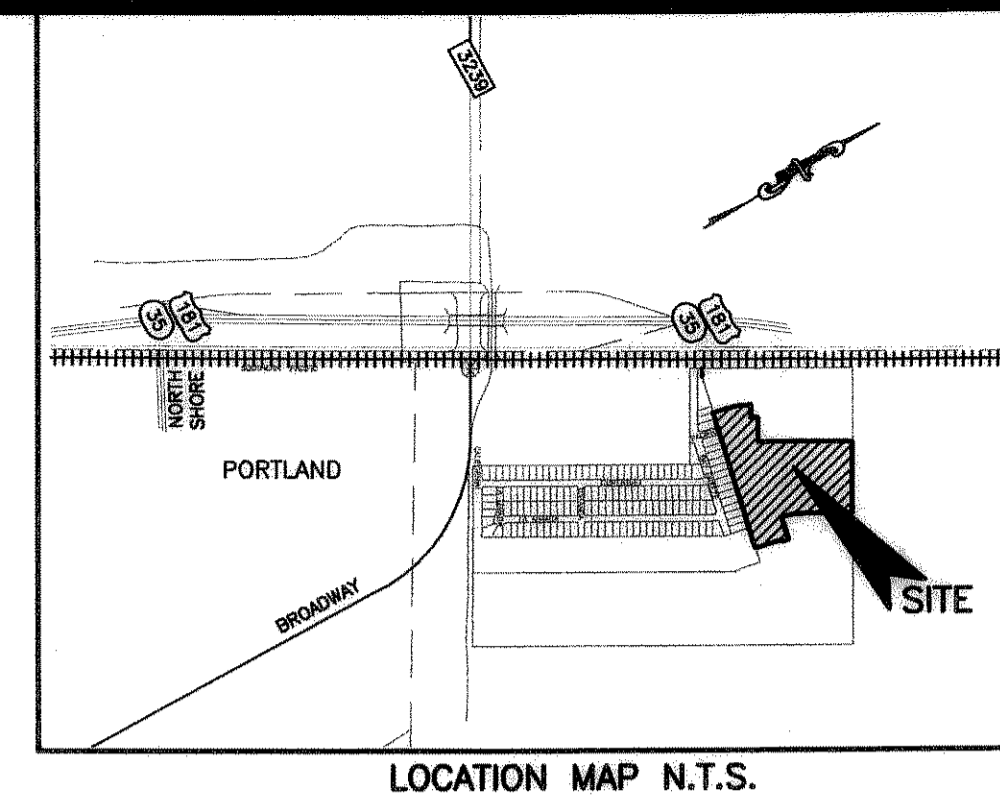 3239
35
181
35
181
NORTH
SHORE
PORTLAND
BROADWAY
SITE
LOCATION MAP N.T.S.